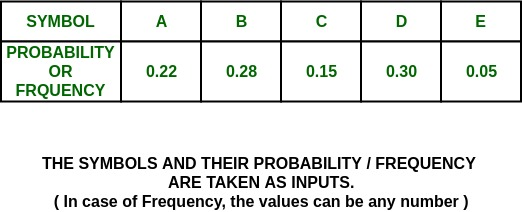 SYMBOL A B C D E
PROBABILITY
OR
FRQUENCY
0.22 0.28 0.15 0.30 0.05
THE SYMBOLS AND THEIR PROBABILITY / FREQUENCY
ARE TAKEN AS INPUTS.
( In case of Frequency, the values can be any number )